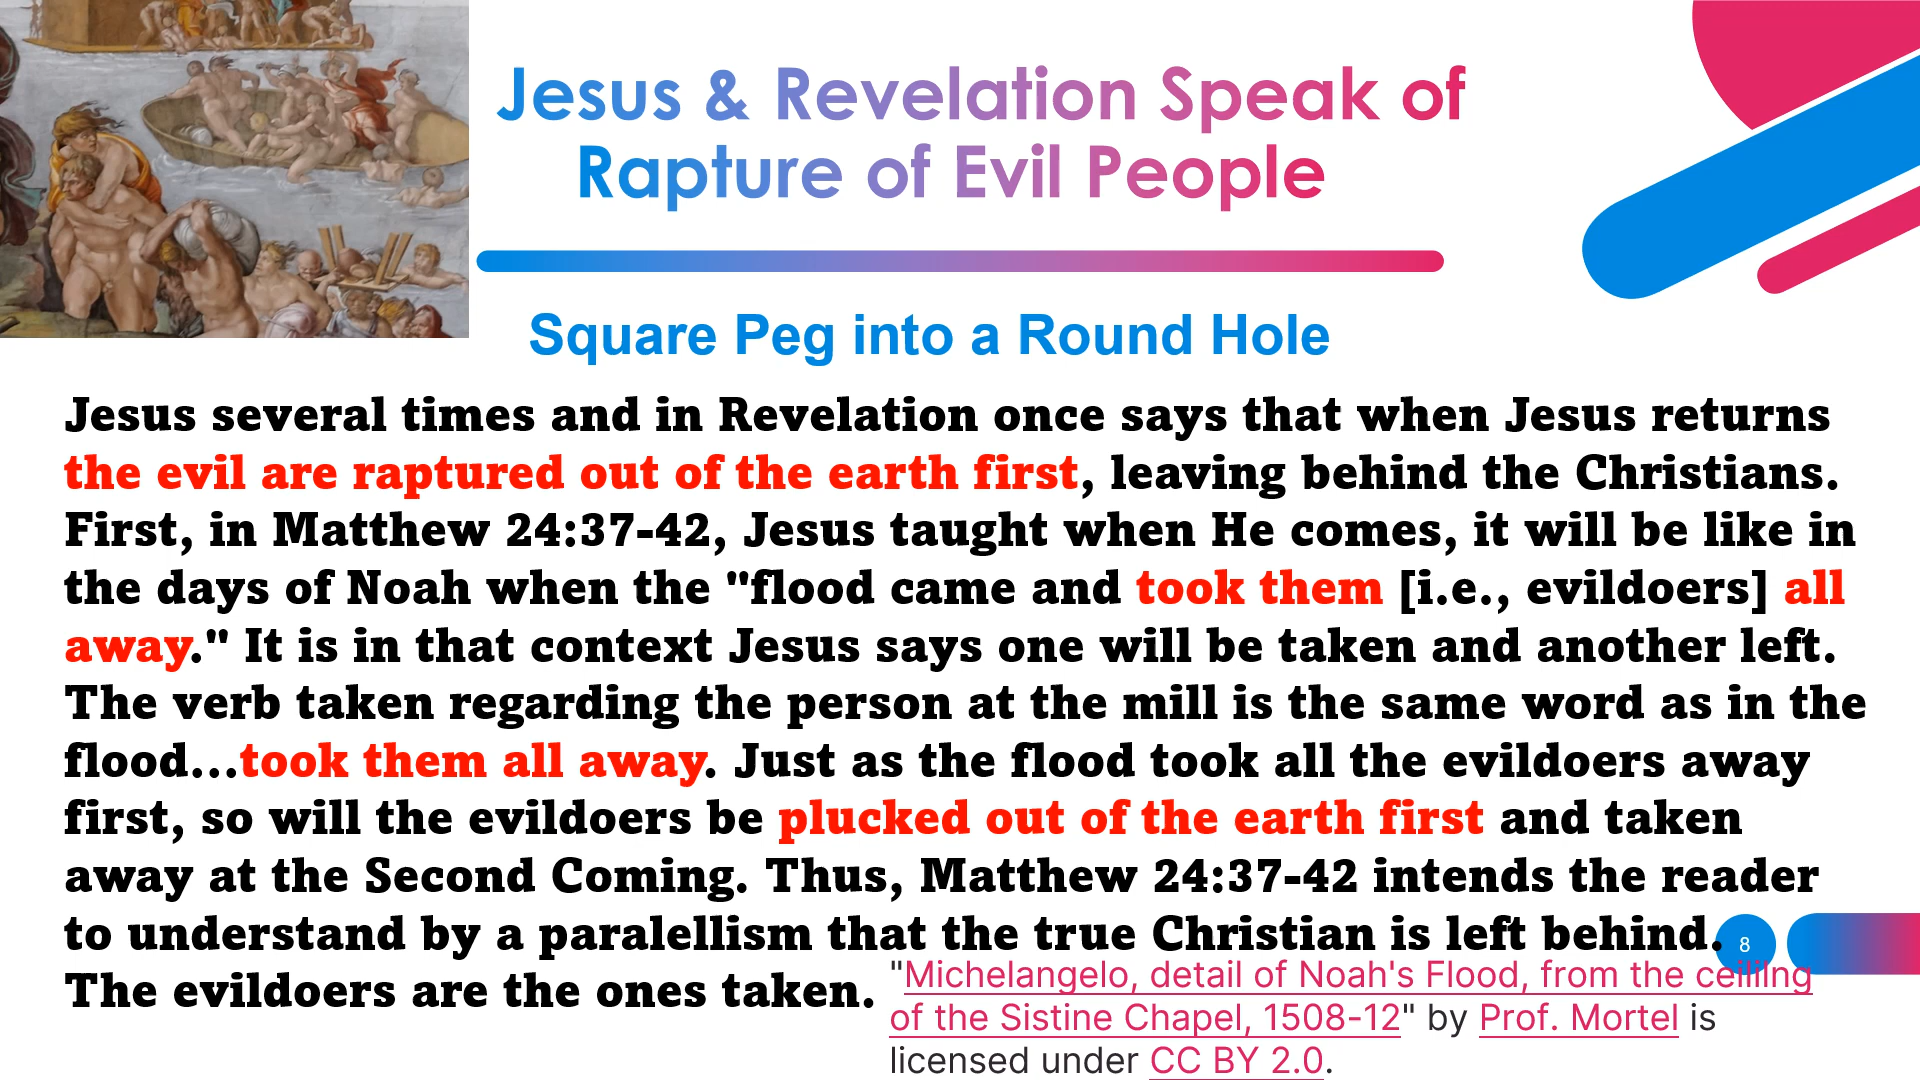 Jesus & Revelation Speak of
Rapture of Evil People
Square Peg into a Round Hole
Jesus several times and in Revelation once says that when Jesus returns
the evil are raptured out of the earth first, leaving behind the Christians.
First, in Matthew 24:37-42, Jesus taught when He comes, it will be like in
the days of Noah when the "flood came and took them [i.e., evildoers] all
away." It is in that context Jesus says one will be taken and another left.
The verb taken regarding the person at the mill is the same word as in the
flood...took them all away. Just as the flood took all the evildoers away
first, so will the evildoers be plucked out of the earth first and taken
away at the Second Coming. Thus, Matthew 24:37-42 intends the reader
to understand by a paralellism that the true Christian is left behind.
The evildoers are the ones taken.
8
"Michelangelo, detail of Noah's Flood, from the ceililng
of the Sistine Chapel, 1508-12" by Prof. Mortel is
licensed under CC BY 2.0.